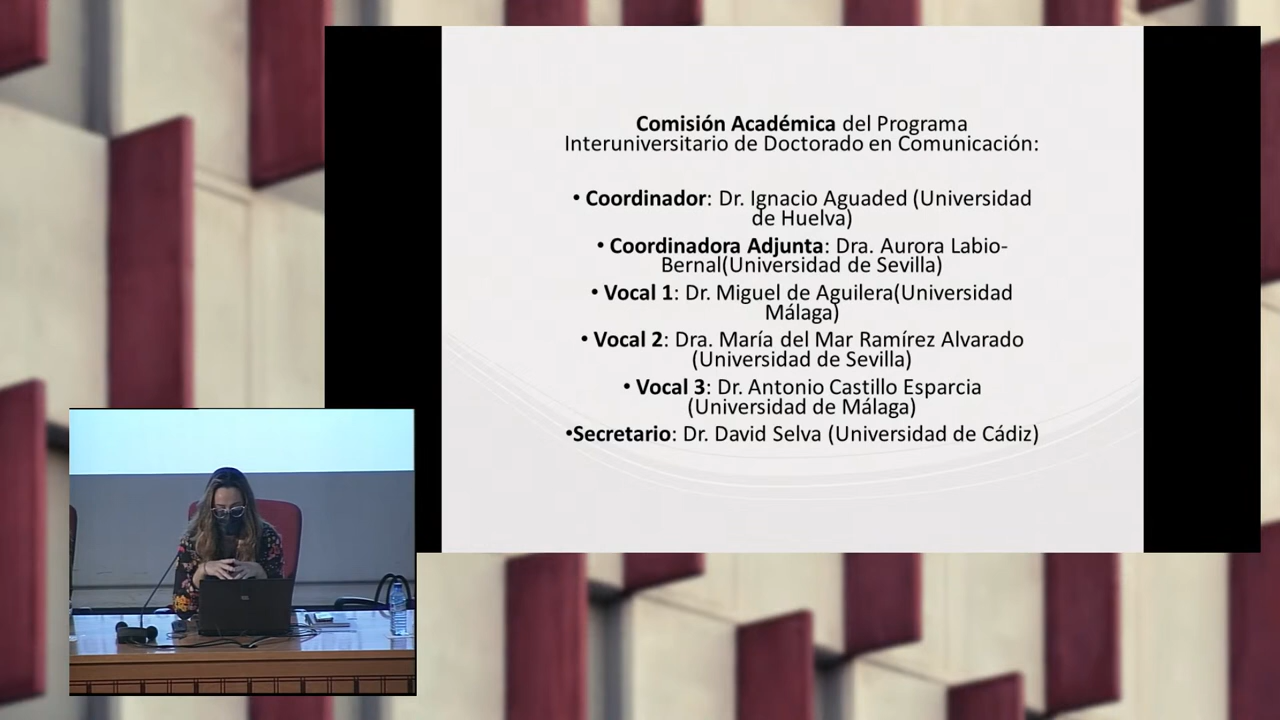 Comisión Académica del Programa
Interuniversitario de Doctorado en Comunicación:
• Coordinador: Dr. Ignacio Aguaded (Universidad
de Huelva)
• Coordinadora Adjunta: Dra. Aurora Labio-
Bernal(Universidad de Sevilla)
• Vocal 1: Dr. Miguel de Aguilera(Universidad
Málaga)
• Vocal 2: Dra. María del Mar Ramírez Alvarado
(Universidad de Sevilla)
• Vocal 3: Dr. Antonio Castillo Esparcia
(Universidad de Málaga)
•Secretario: Dr. David Selva (Universidad de Cádiz)